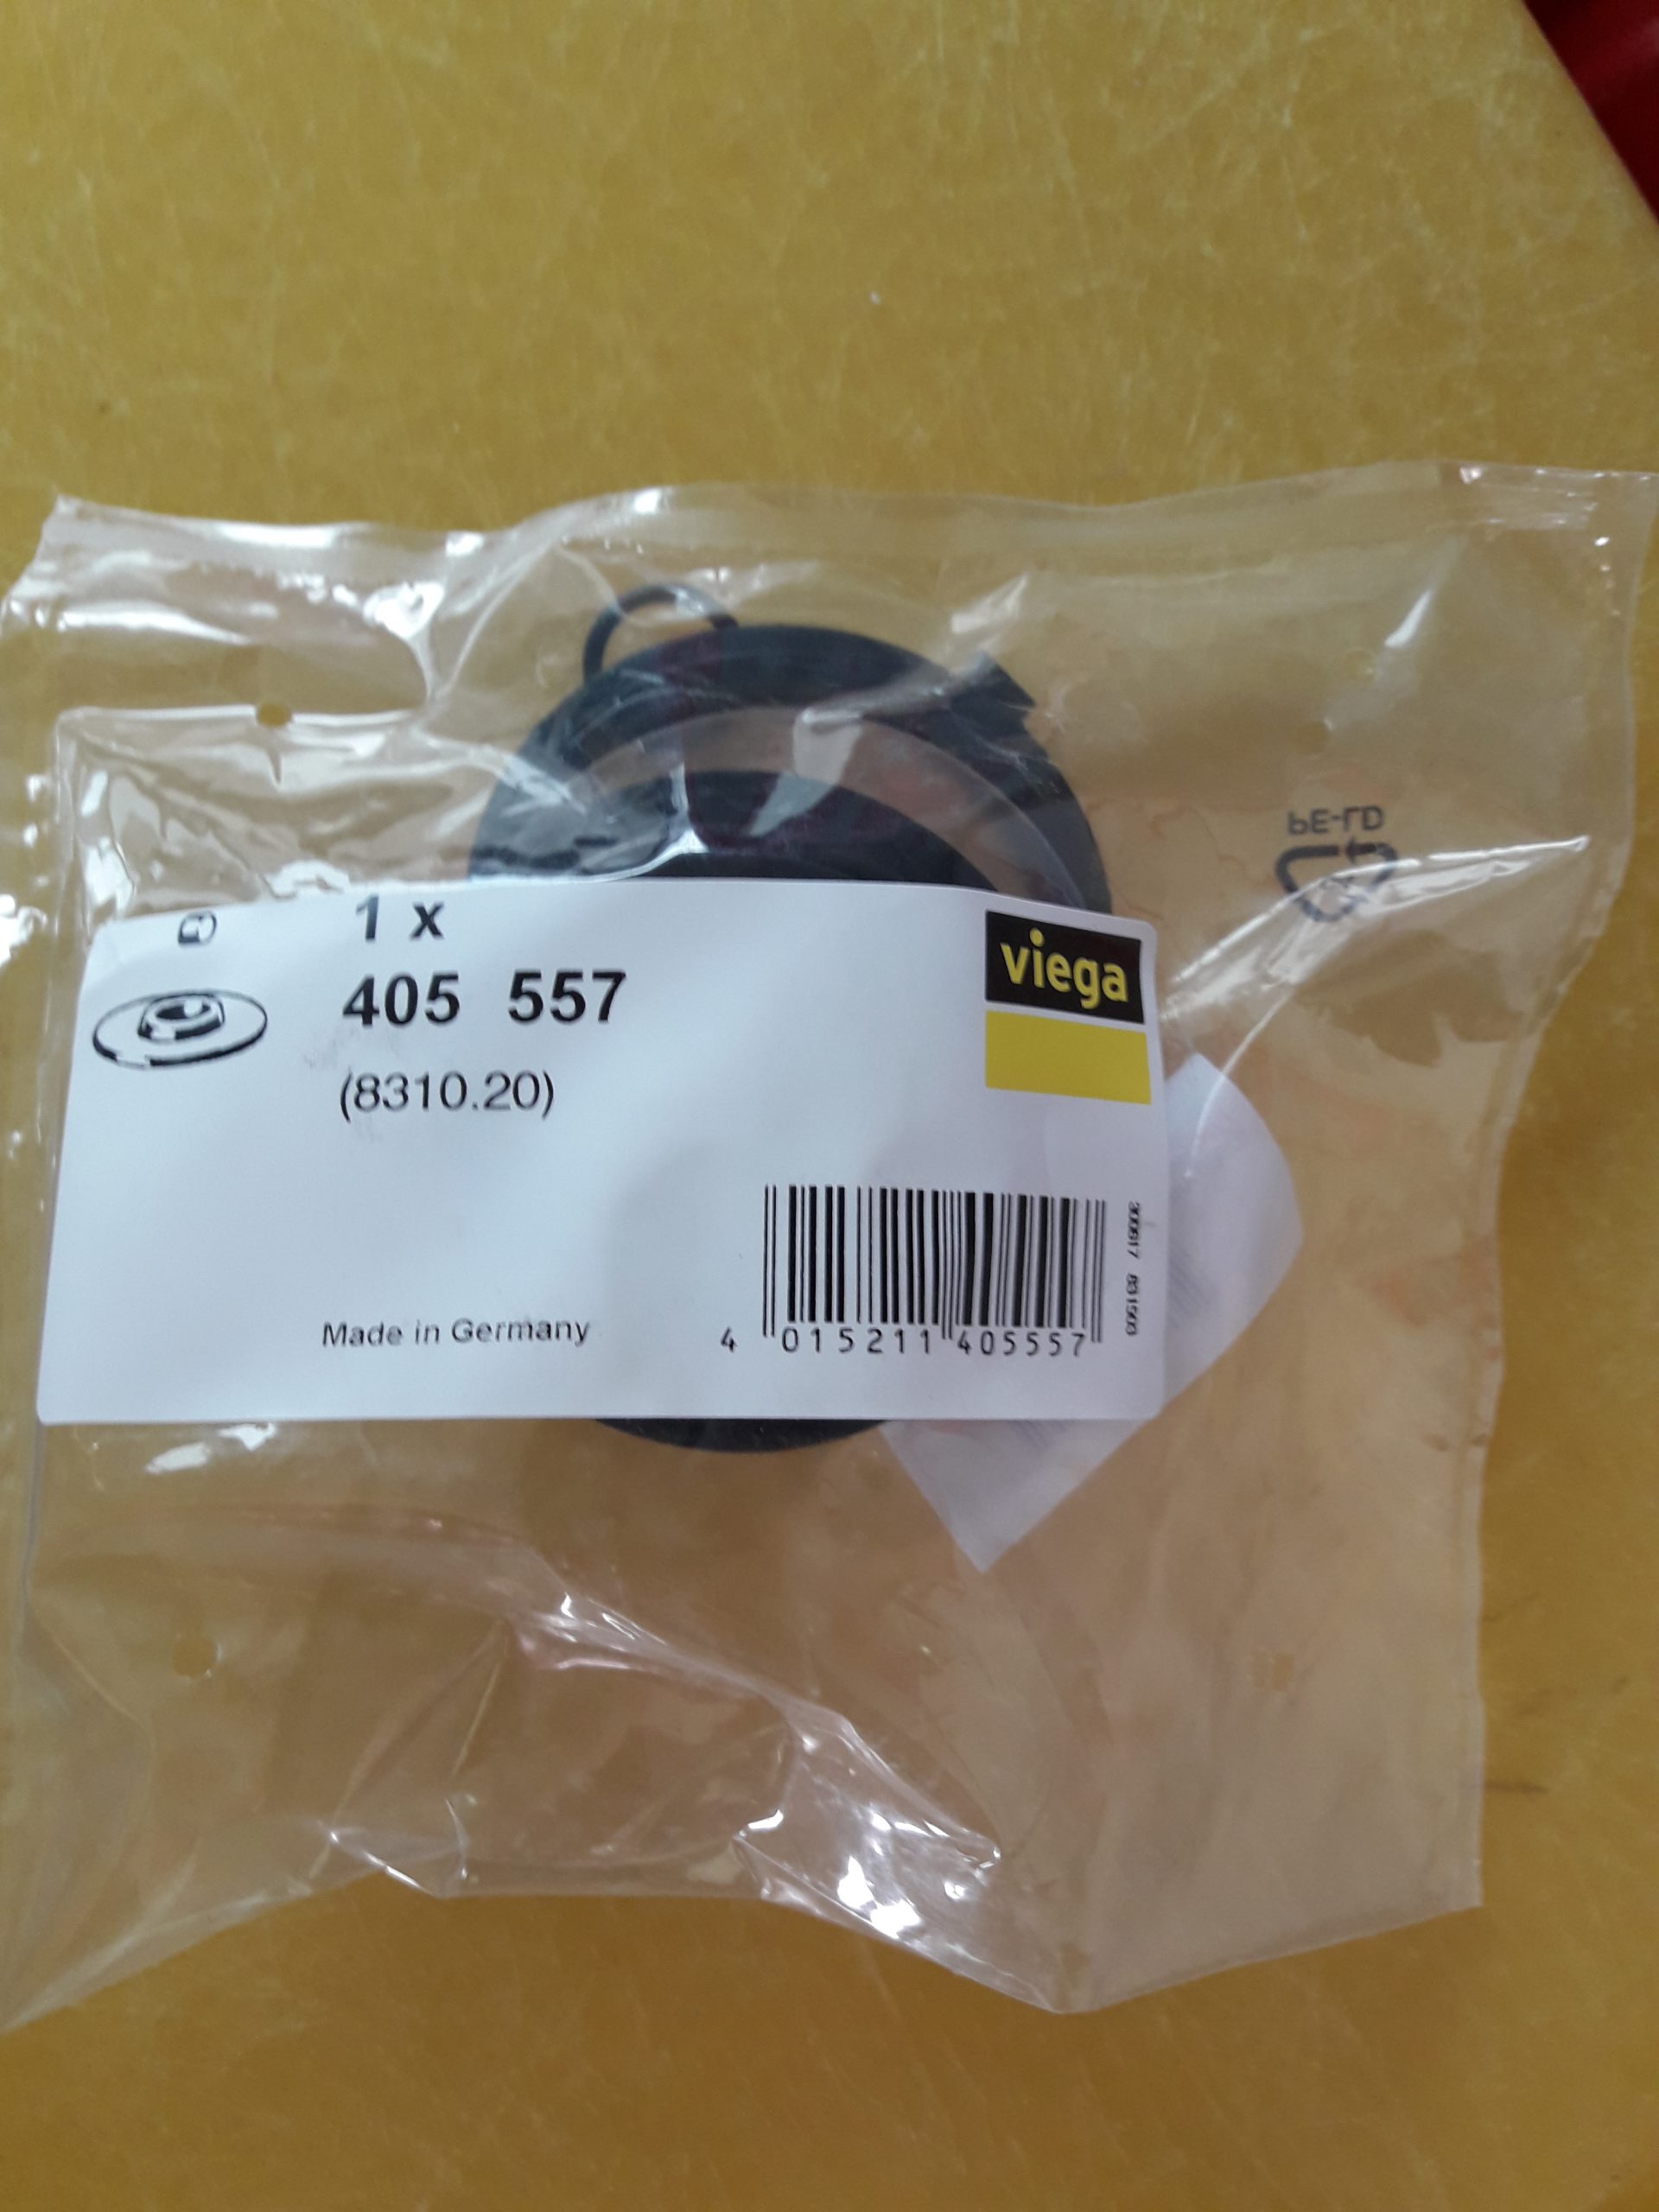 PE-LD
1 x
viega
405 557
(8310.20)
Made in Germany
4 015211 405557